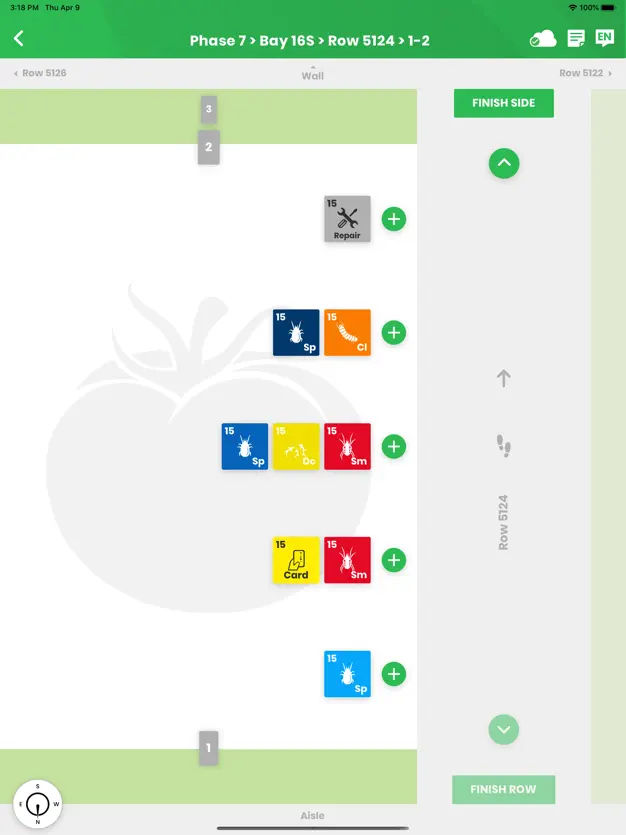 3:18 PM Thu Apr 9
100%
Phase 7 > Bay 16S > Row 5124 > 1-2
EN
‹ Row 5126
Wall
Row 5122 ›
3
FINISH SIDE
2
15
Repair
15
Sp
15
Cl
15
Sp
15
Dc
15
Sm
Row 5124
15
Card
15
Sm
15
Sp
1
FINISH ROW
S
E
W
N
Aisle